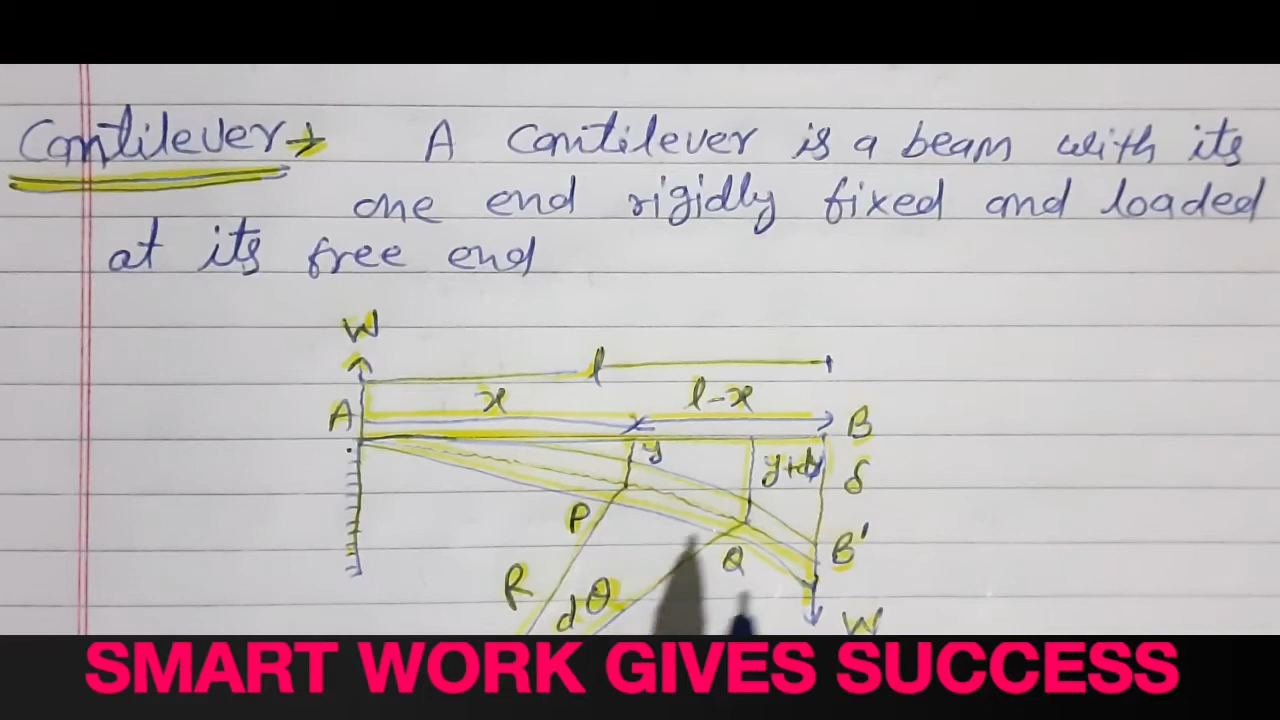 Cantilever → A Cantilever is a beam with its
one end rigidly fixed and loaded
at its free end
W
l
x l-x
A B
y y+dy δ
P
Q B'
R dθ
W
SMART WORK GIVES SUCCESS